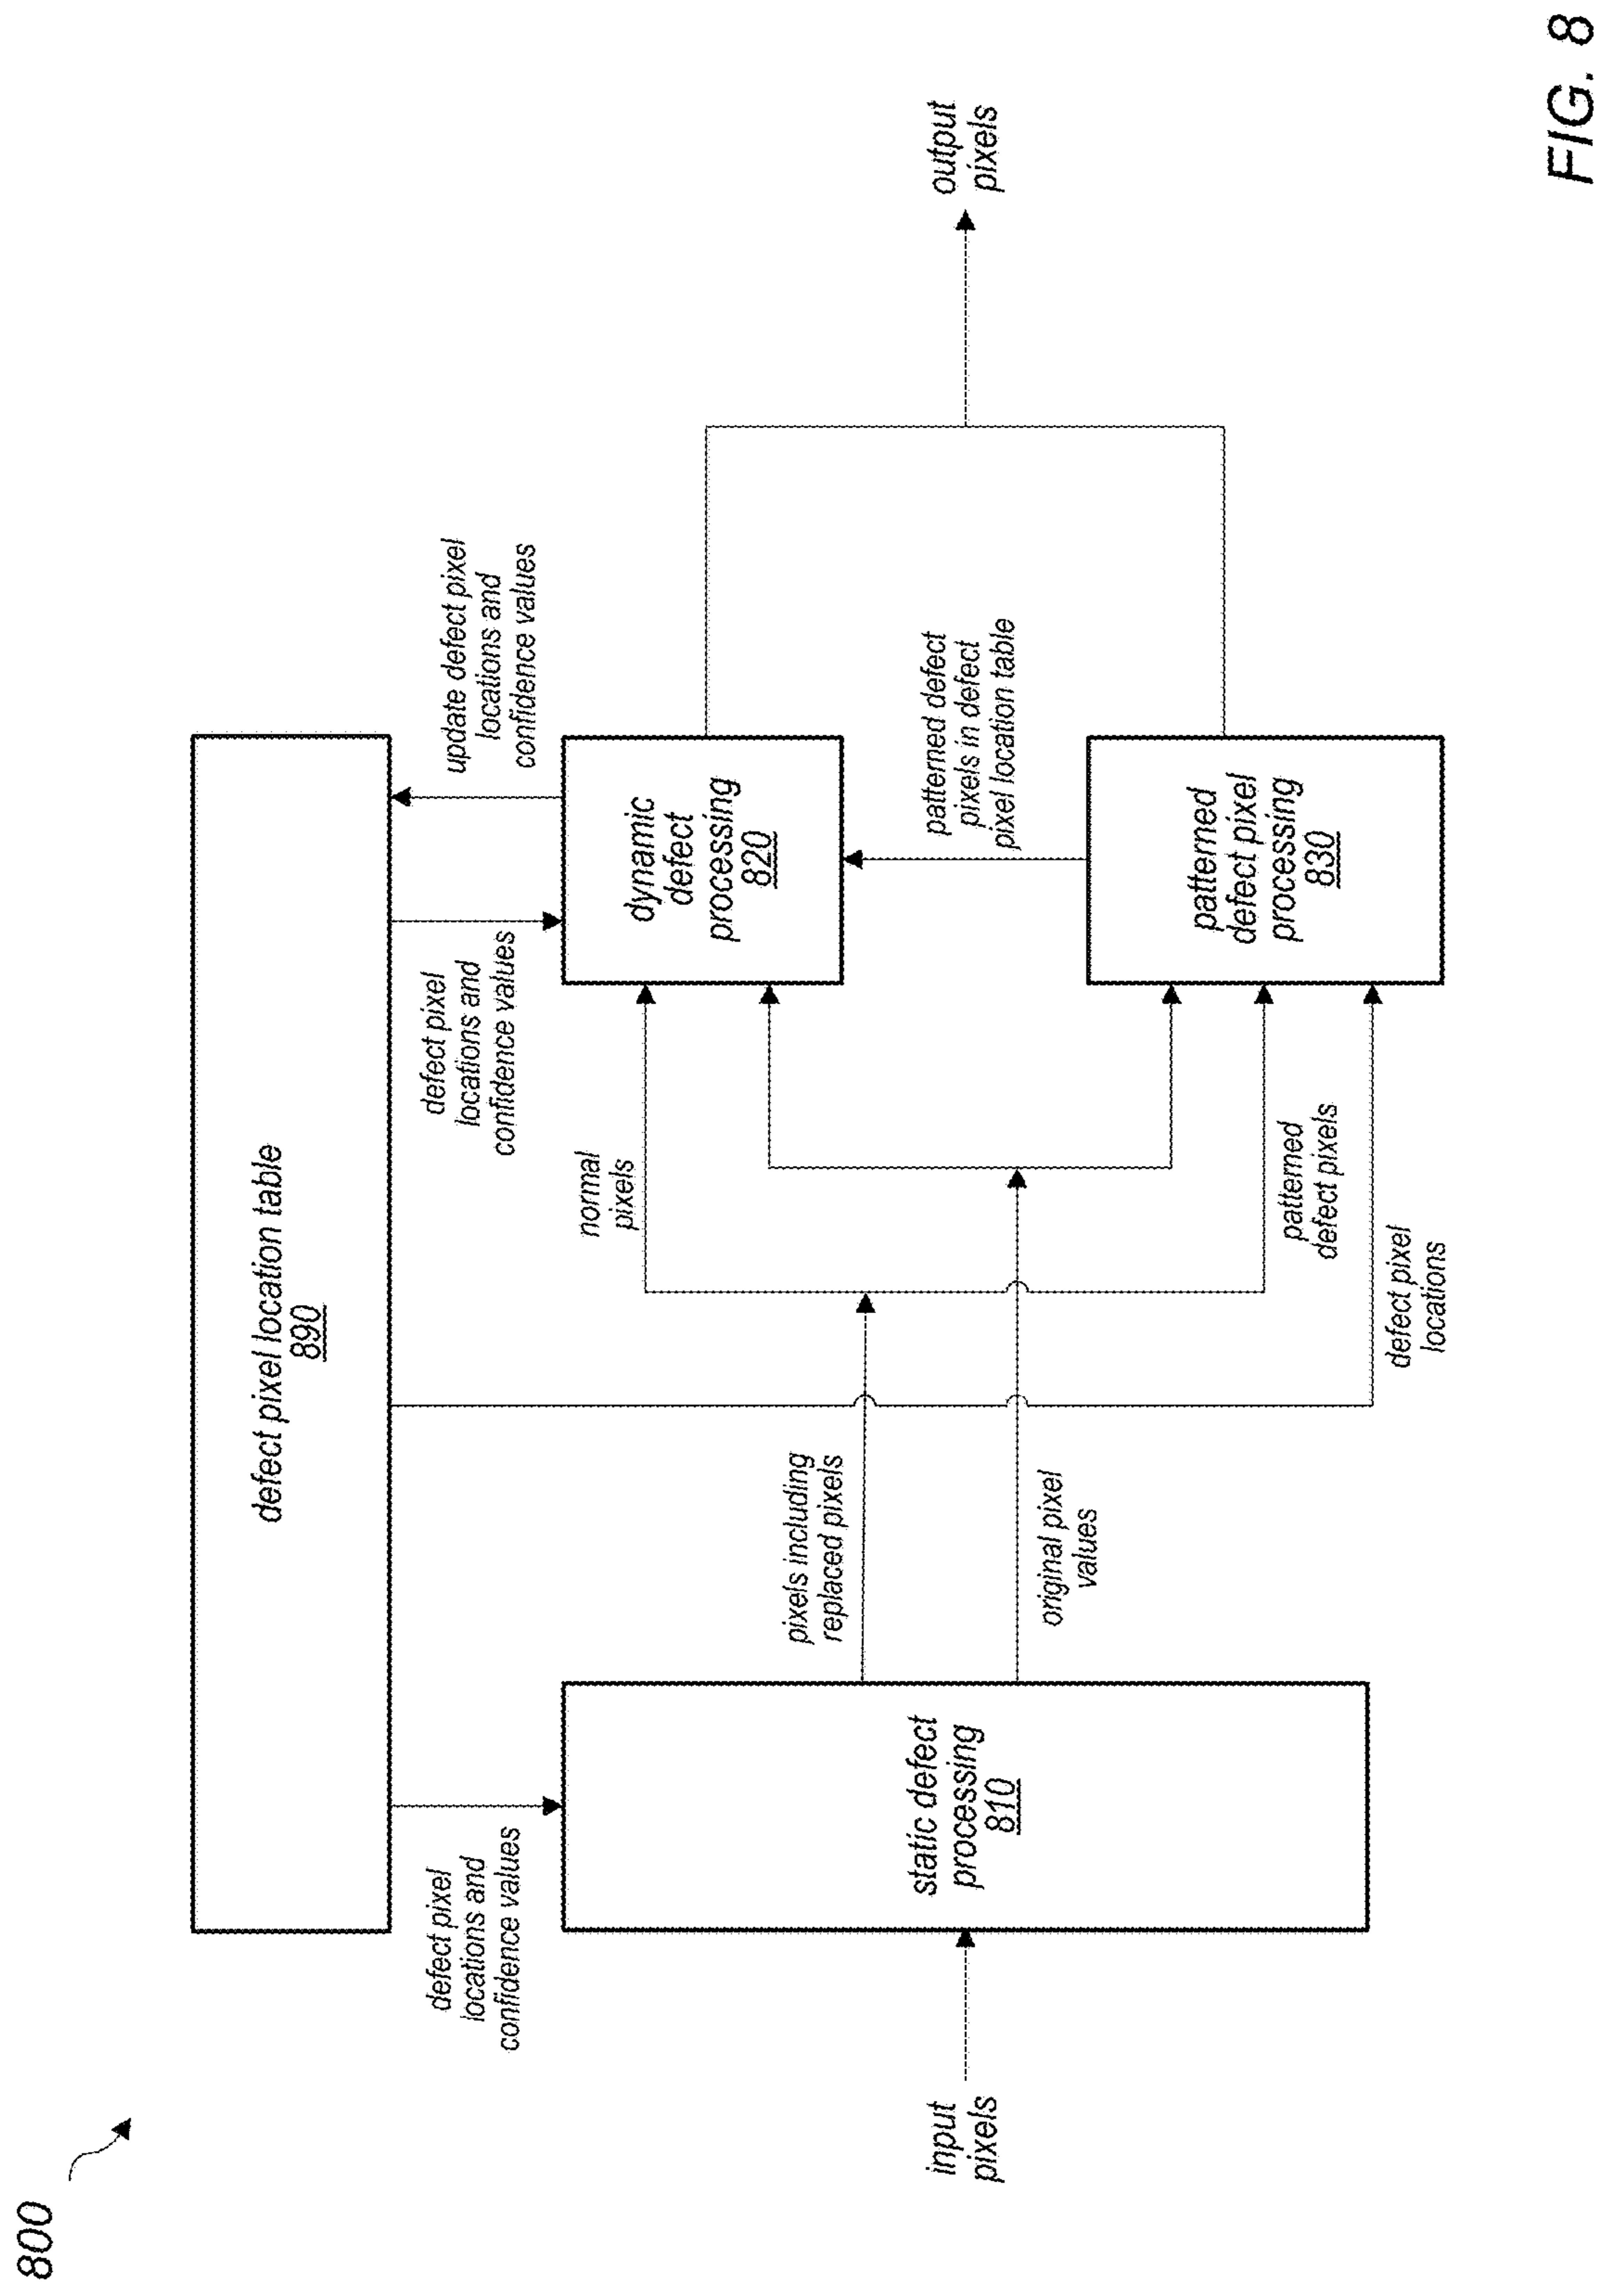 800
defect pixel location table
890
defect pixel
locations and
confidence values
defect pixel
locations and
confidence values
update defect pixel
locations and
confidence values
input
pixels
static defect
processing
810
pixels including
replaced pixels
original pixel
values
normal
pixels
dynamic
defect
processing
820
patterned defect
pixels in defect
pixel location table
patterned
defect pixels
defect pixel
locations
patterned
defect pixel
processing
830
output
pixels
FIG. 8